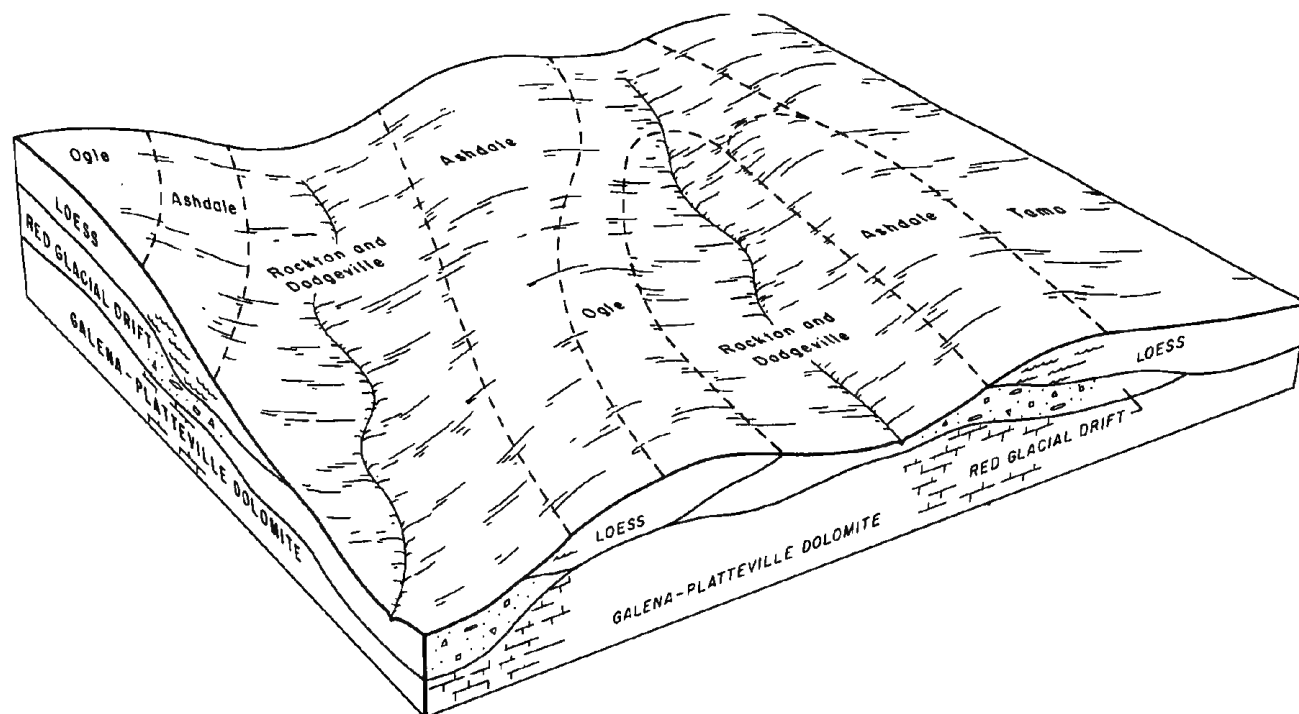 Ogle
Ashdale
Ashdale
Rockton and
Dodgeville
Ogle
Rockton and
Dodgeville
Ashdale
Tama
LOESS
RED GLACIAL DRIFT
GALENA-PLATTEVILLE DOLOMITE
LOESS
GALENA-PLATTEVILLE DOLOMITE
LOESS
RED GLACIAL DRIFT